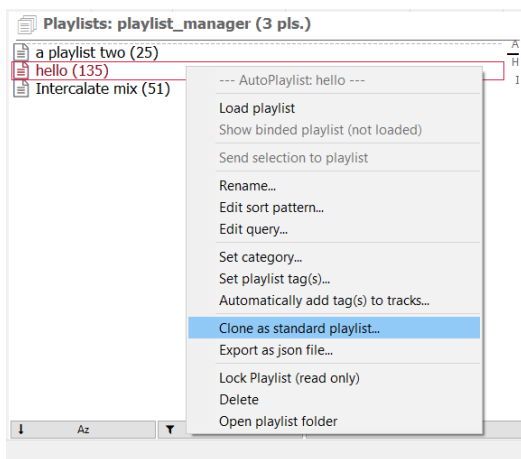 Playlists: playlist_manager (3 pls.)
a playlist two (25)
A
hello (135)
H
Intercalate mix (51)
I
--- AutoPlaylist: hello ---
Load playlist
Show binded playlist (not loaded)
Send selection to playlist
Rename...
Edit sort pattern...
Edit query...
Set category...
Set playlist tag(s)...
Automatically add tag(s) to tracks...
Clone as standard playlist...
Export as json file...
Lock Playlist (read only)
Delete
Open playlist folder
Az